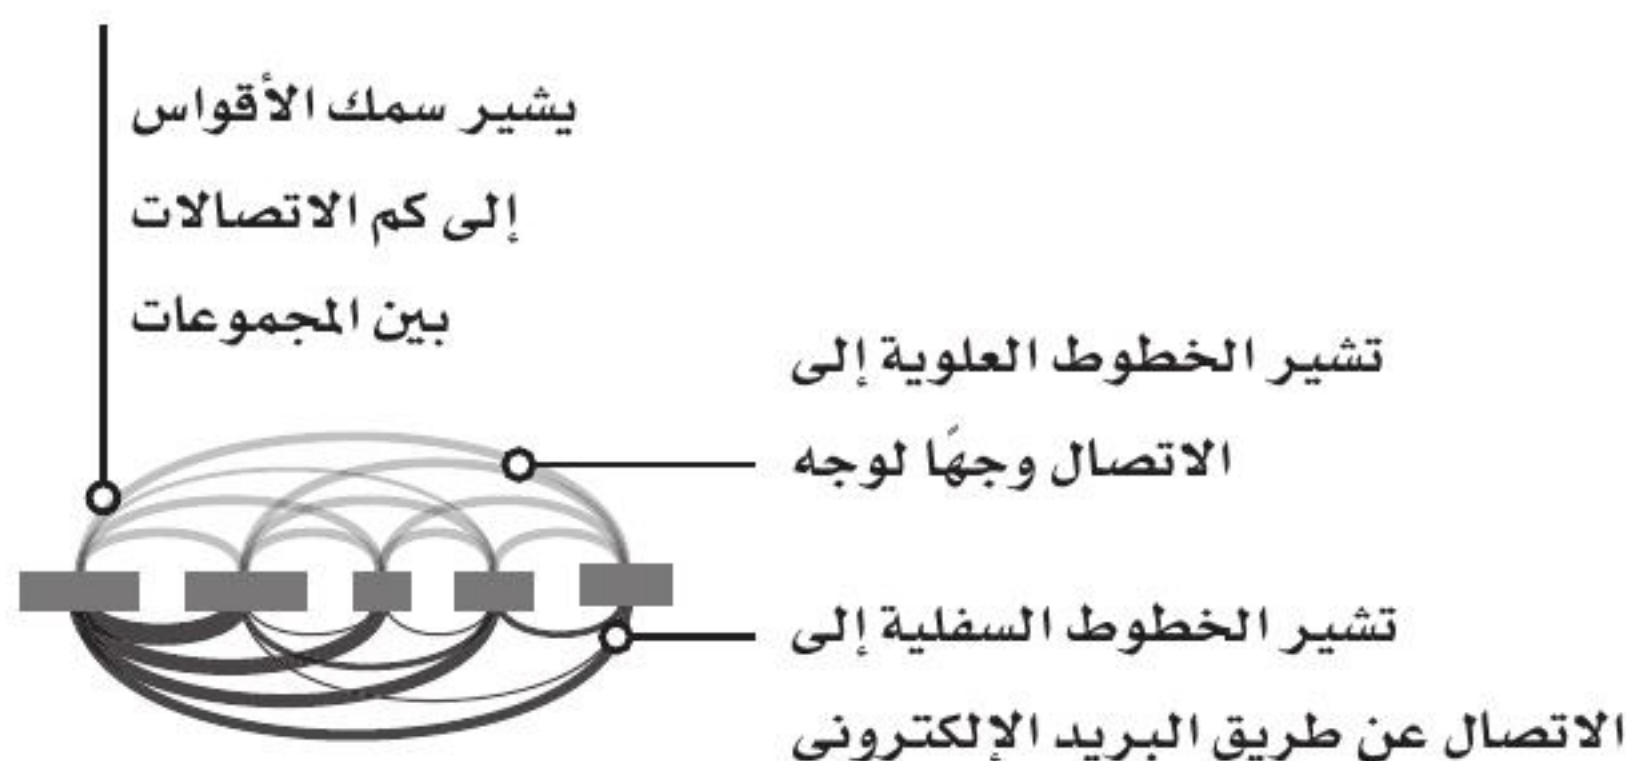 يشير سمك الأقواس
إلى كم الاتصالات
بين المجموعات
تشير الخطوط العلوية إلى
الاتصال وجهًا لوجه
تشير الخطوط السفلية إلى
الاتصال عن طريق البريد الإلكترونى